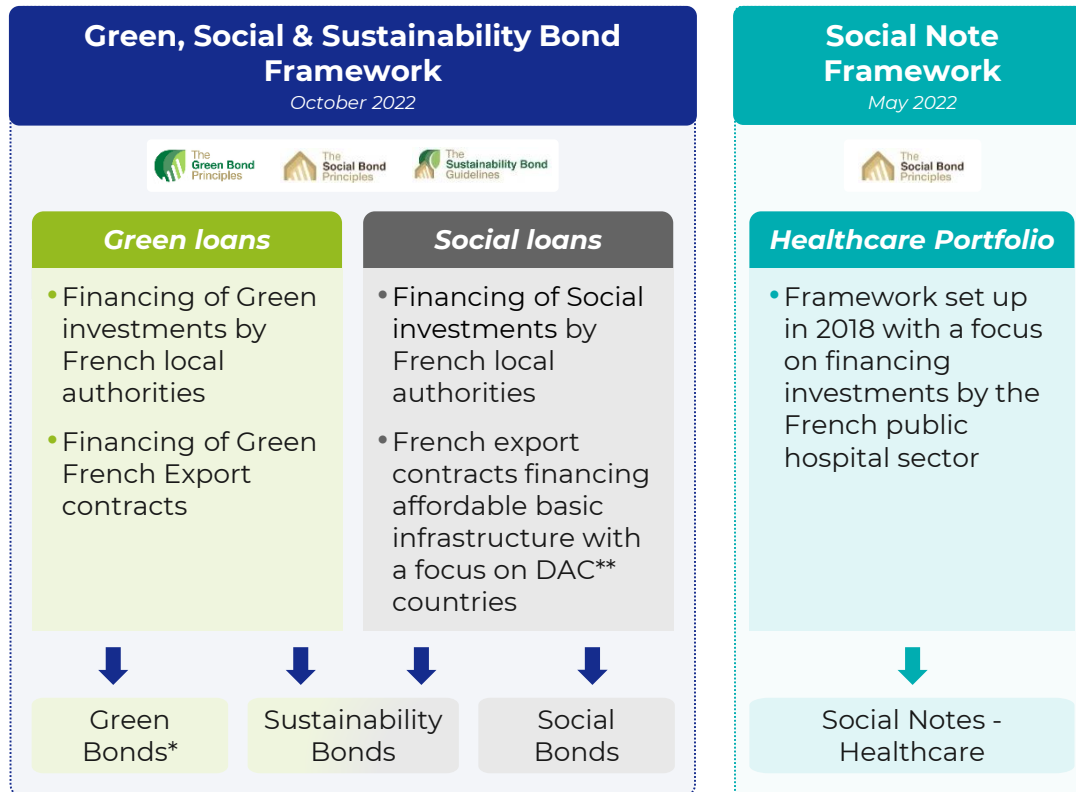 Green, Social & Sustainability Bond
Framework
October 2022
The
Green Bond
Principles
The
Social Bond
Principles
The
Sustainability Bond
Guidelines
Green loans
• Financing of Green
investments by
French local
authorities
• Financing of Green
French Export
contracts
Social loans
• Financing of Social
investments by
French local
authorities
• French export
contracts financing
affordable basic
infrastructure with
a focus on DAC**
countries
Green
Bonds*
Sustainability
Bonds
Social
Bonds
Social Note
Framework
May 2022
The
Social Bond
Principles
Healthcare Portfolio
• Framework set up
in 2018 with a focus
on financing
investments by the
French public
hospital sector
Social Notes -
Healthcare